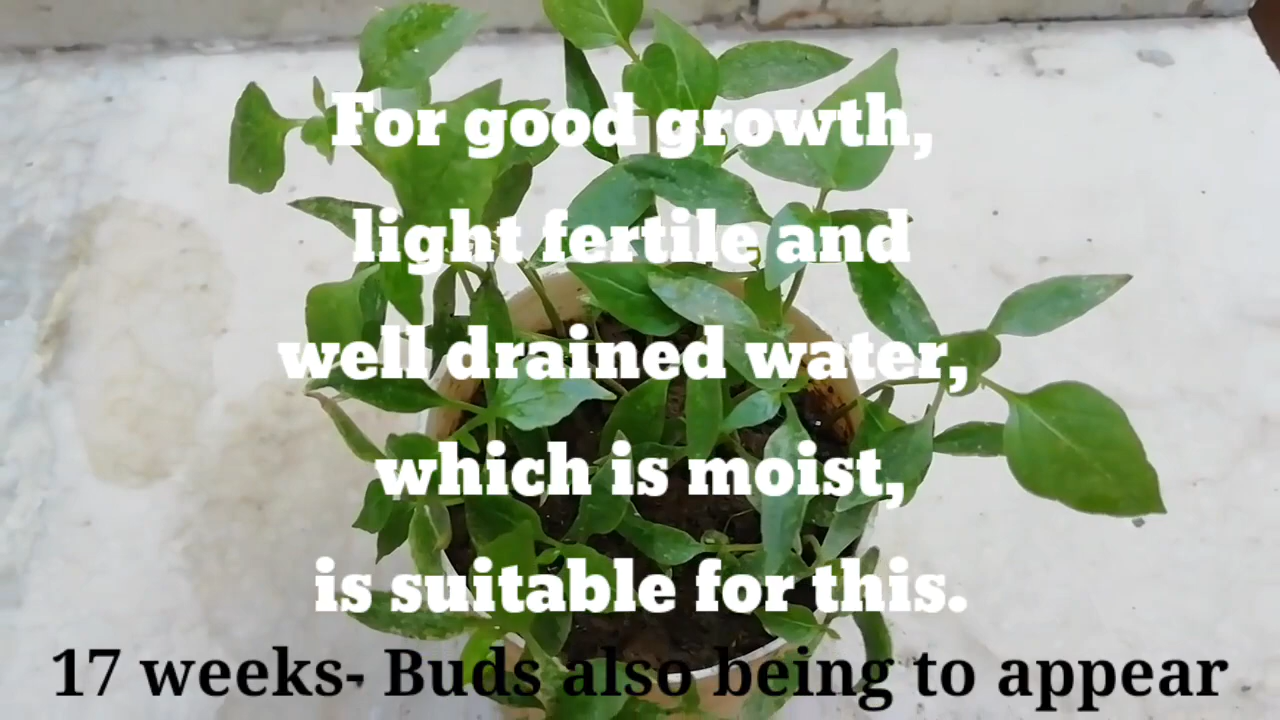 For good growth,
light fertile and
well drained water,
which is moist,
is suitable for this.
17 weeks- Buds also being to appear